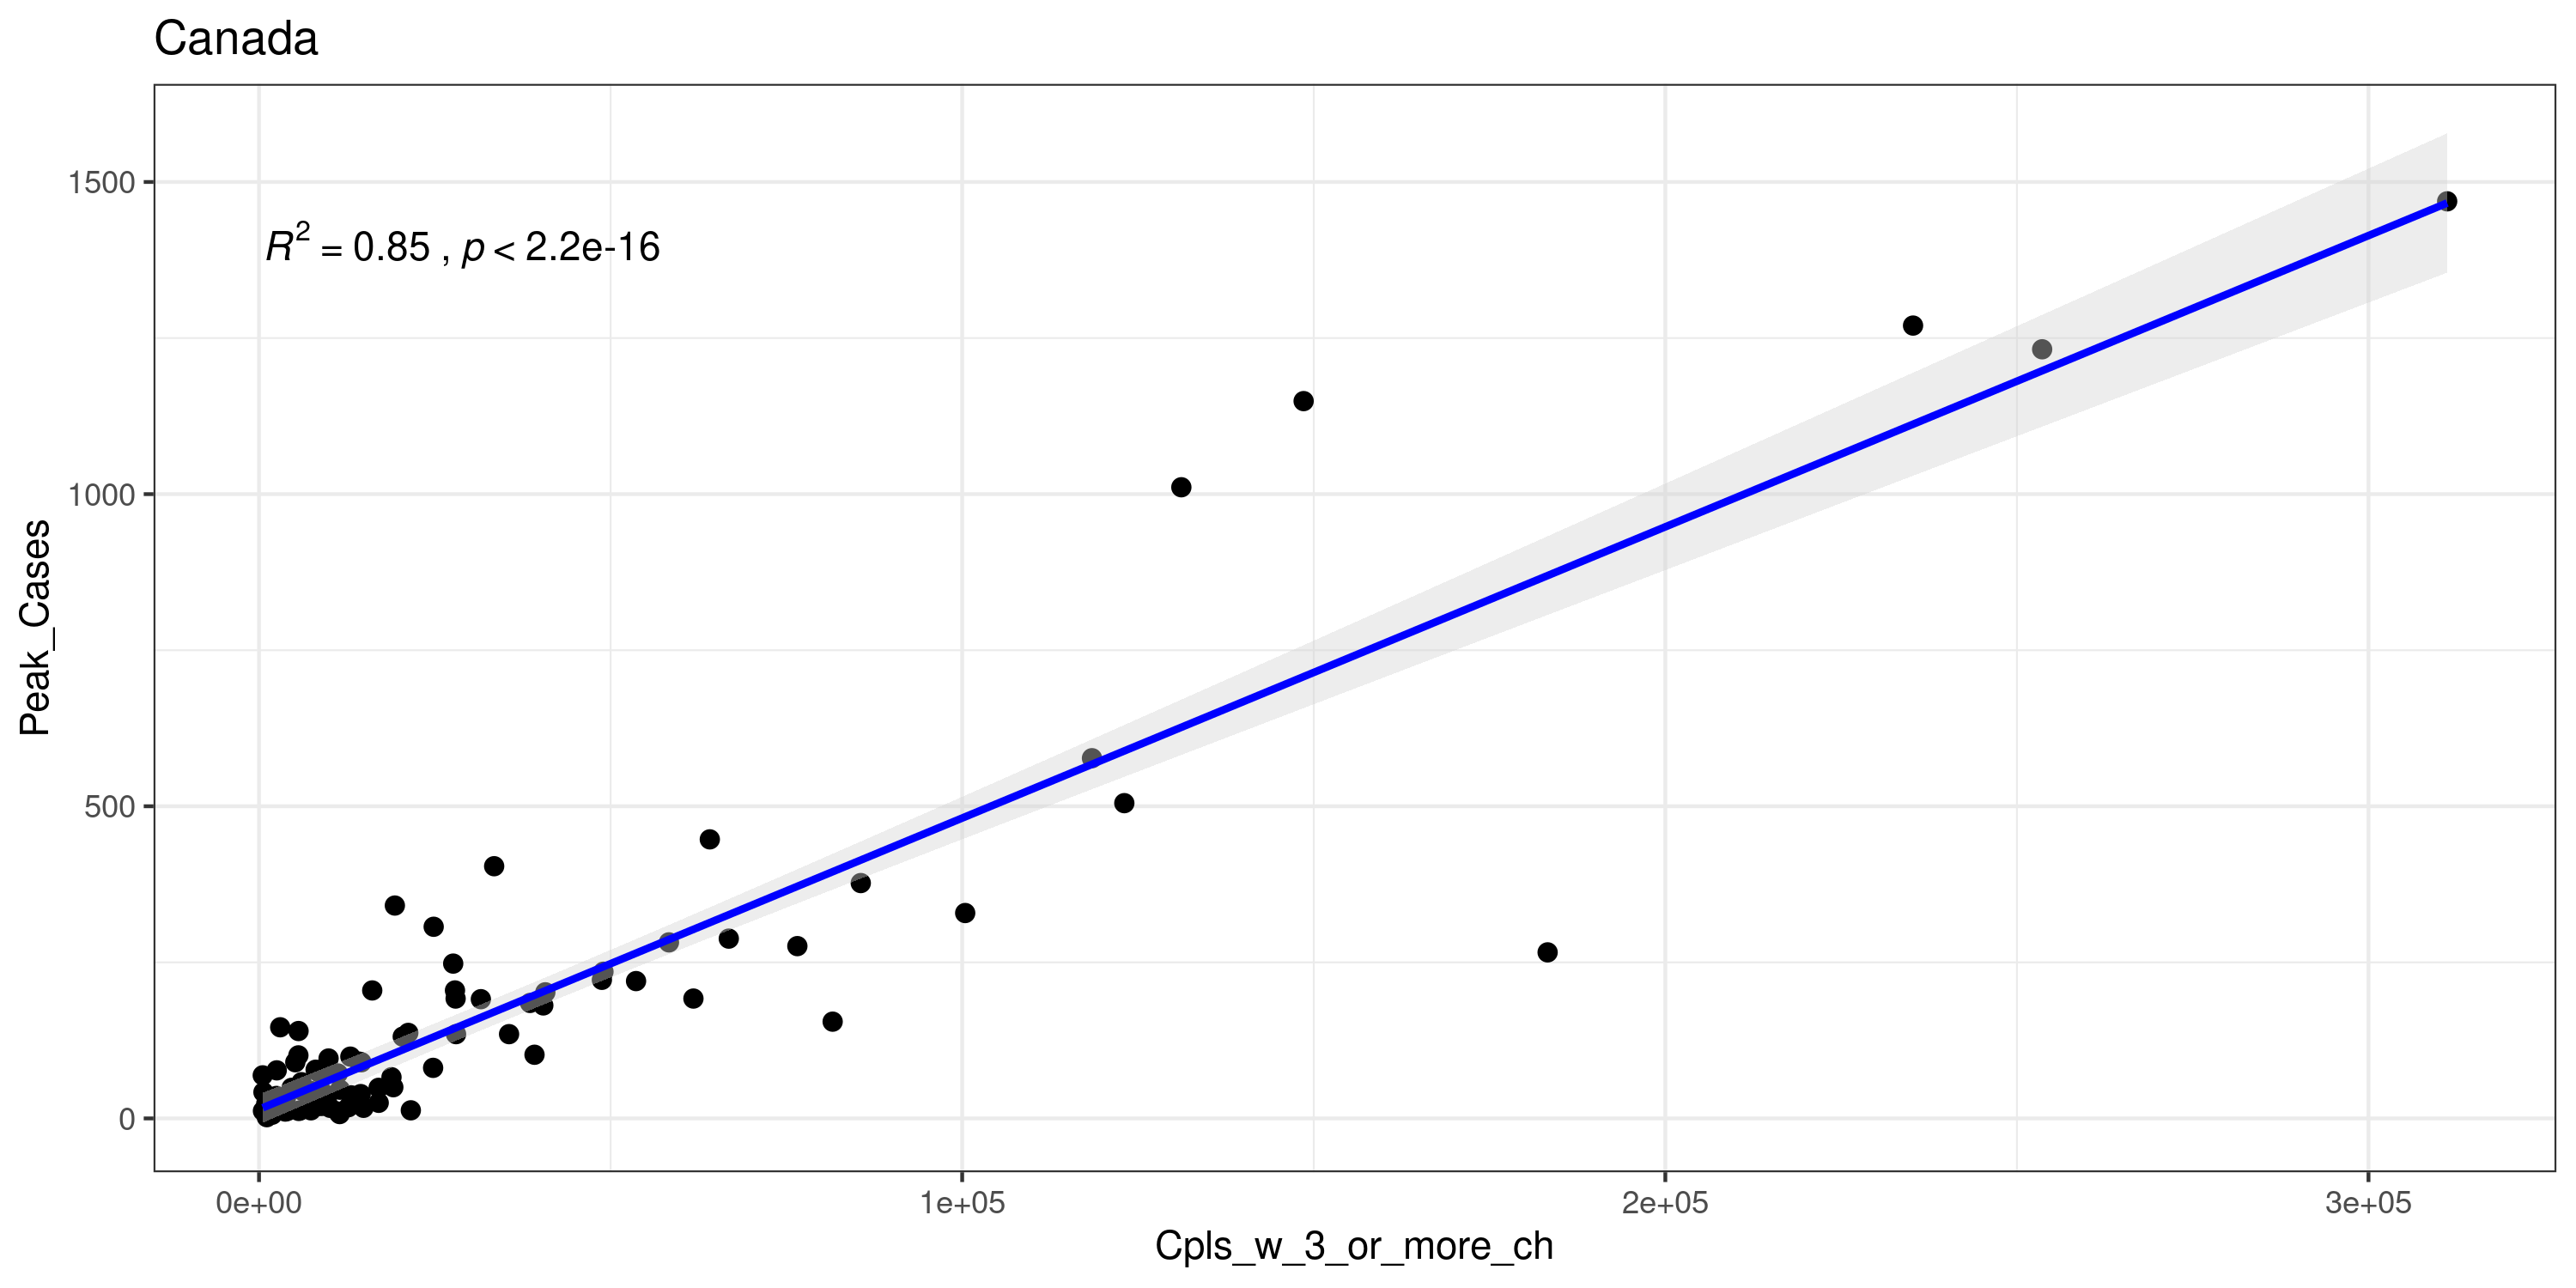 Canada
R² = 0.85 , p < 2.2e-16
1500
1000
500
0
Peak_Cases
0e+00 1e+05 2e+05 3e+05
Cpls_w_3_or_more_ch